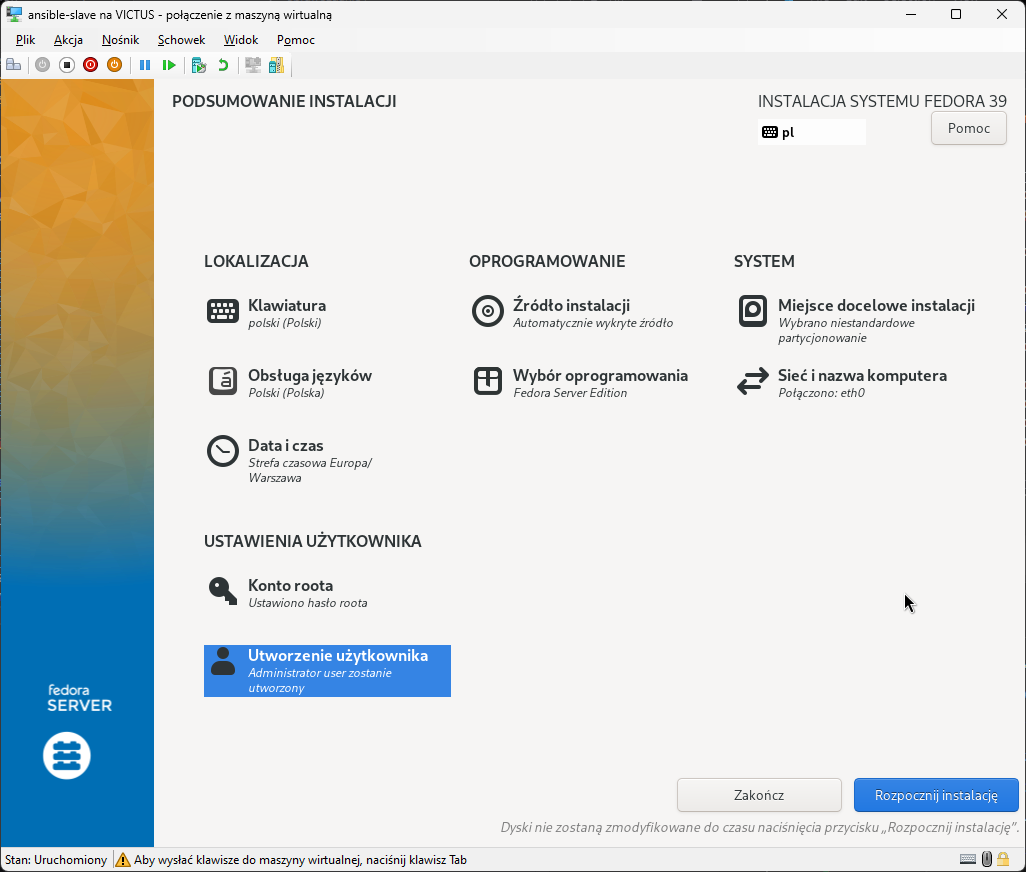 ansible-slave na VICTUS - połączenie z maszyną wirtualną
Plik Akcja Nośnik Schowek Widok Pomoc
PODSUMOWANIE INSTALACJI
INSTALACJA SYSTEMU FEDORA 39
pl
Pomoc
LOKALIZACJA
Klawiatura
polski (Polski)
Obsługa języków
Polski (Polska)
Data i czas
Strefa czasowa Europa/
Warszawa
OPROGRAMOWANIE
Źródło instalacji
Automatycznie wykryte źródło
Wybór oprogramowania
Fedora Server Edition
SYSTEM
Miejsce docelowe instalacji
Wybrano niestandardowe
partycjonowanie
Sieć i nazwa komputera
Połączono: eth0
USTAWIENIA UŻYTKOWNIKA
Konto roota
Ustawiono hasło roota
Utworzenie użytkownika
Administrator user zostanie
utworzony
fedora
SERVER
Zakończ
Rozpocznij instalację
Dyski nie zostaną zmodyfikowane do czasu naciśnięcia przycisku „Rozpocznij instalację”.
Stan: Uruchomiony
Aby wysłać klawisze do maszyny wirtualnej, naciśnij klawisz Tab